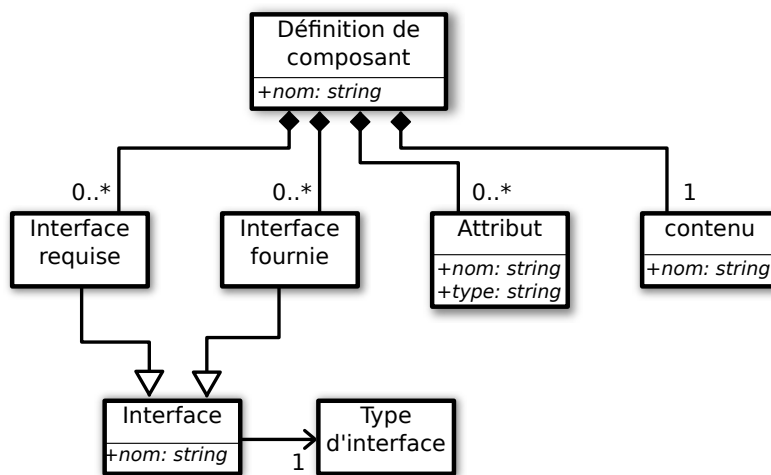 Définition de
composant
+nom: string
0..*
0..*
0..*
1
Interface
requise
Interface
fournie
Attribut
+nom: string
+type: string
contenu
+nom: string
Interface
+nom: string
1
Type
d'interface